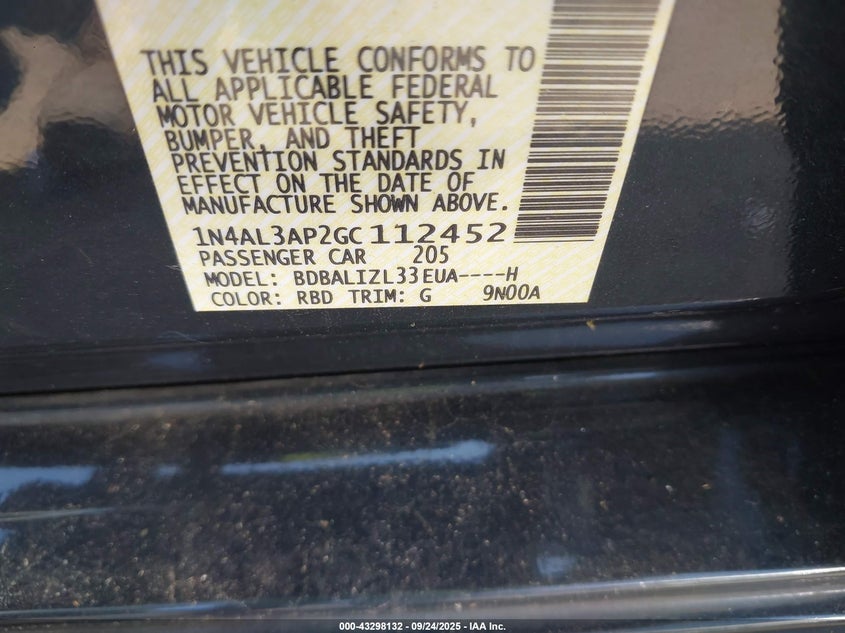 THIS VEHICLE CONFORMS TO
ALL APPLICABLE FEDERAL
MOTOR VEHICLE SAFETY,
BUMPER, AND THEFT
PREVENTION STANDARDS IN
EFFECT ON THE DATE OF
MANUFACTURE SHOWN ABOVE.
1N4AL3AP2GC112452
PASSENGER CAR 205
MODEL: BDBALIZL33EUA----H
COLOR: RBD TRIM: G 9N00A
000-43298132 - 09/24/2025 - IAA Inc.